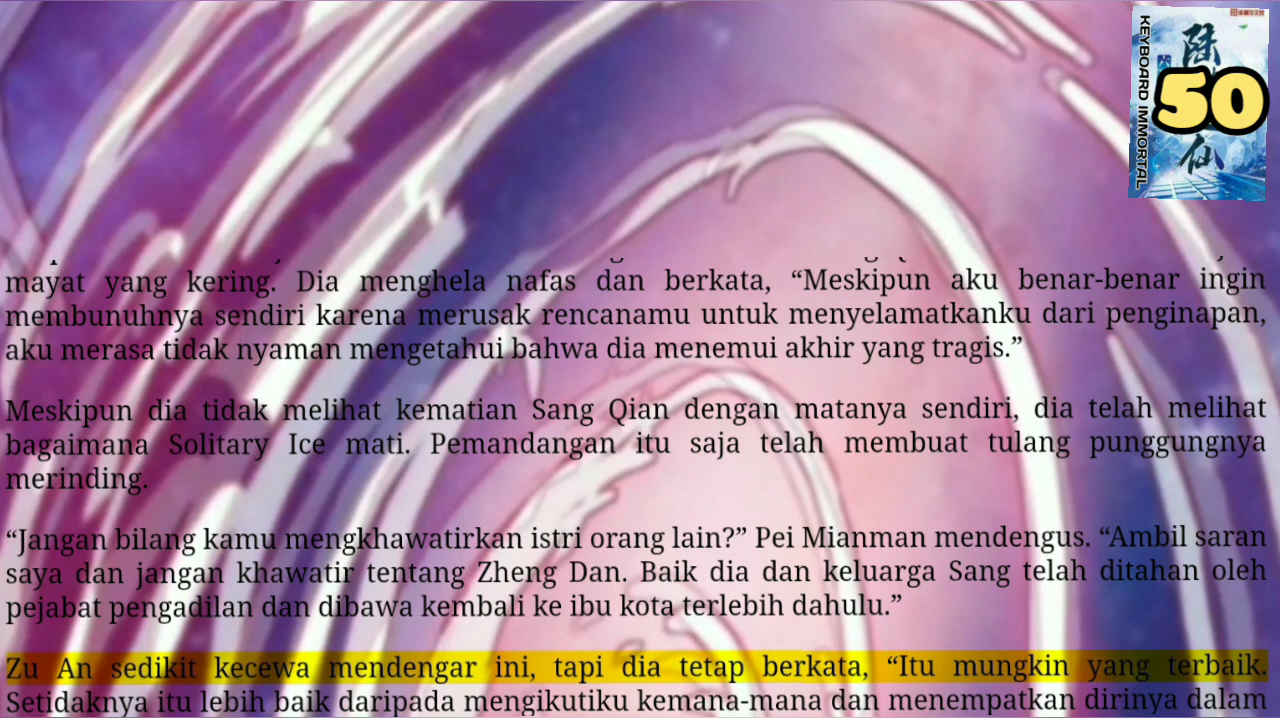 陆
仙
KEYBOARD IMMORTAL
50
mayat yang kering. Dia menghela nafas dan berkata, “Meskipun aku benar-benar ingin
membunuhnya sendiri karena merusak rencanamu untuk menyelamatkanku dari penginapan,
aku merasa tidak nyaman mengetahui bahwa dia menemui akhir yang tragis.”
Meskipun dia tidak melihat kematian Sang Qian dengan matanya sendiri, dia telah melihat
bagaimana Solitary Ice mati. Pemandangan itu saja telah membuat tulang punggungnya
merinding.
“Jangan bilang kamu mengkhawatirkan istri orang lain?” Pei Mianman mendengus. “Ambil saran
saya dan jangan khawatir tentang Zheng Dan. Baik dia dan keluarga Sang telah ditahan oleh
pejabat pengadilan dan dibawa kembali ke ibu kota terlebih dahulu.”
Zu An sedikit kecewa mendengar ini, tapi dia tetap berkata, “Itu mungkin yang terbaik.
Setidaknya itu lebih baik daripada mengikutiku kemana-mana dan menempatkan dirinya dalam